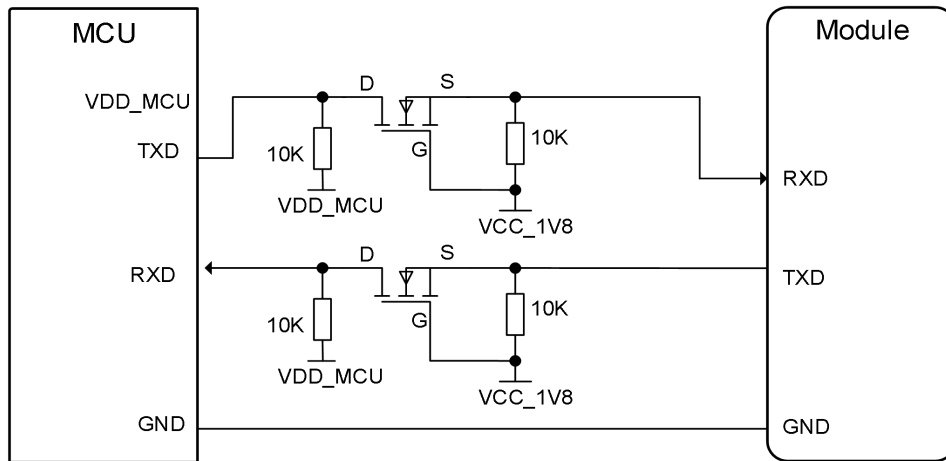 MCU
Module
VDD_MCU
TXD
D
S
G
10K
10K
VDD_MCU
VCC_1V8
RXD
RXD
D
S
G
10K
10K
VDD_MCU
VCC_1V8
TXD
GND
GND